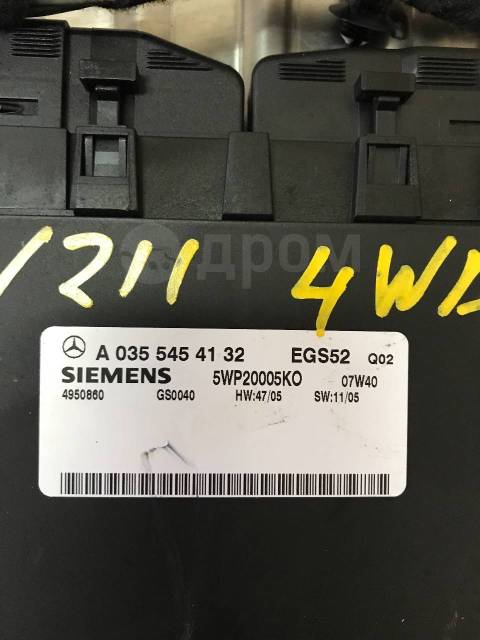 дром
W211 4WD
A 035 545 41 32 EGS52 Q02
SIEMENS 5WP20005KO 07W40
4950860 GS0040 HW:47/05 SW:11/05